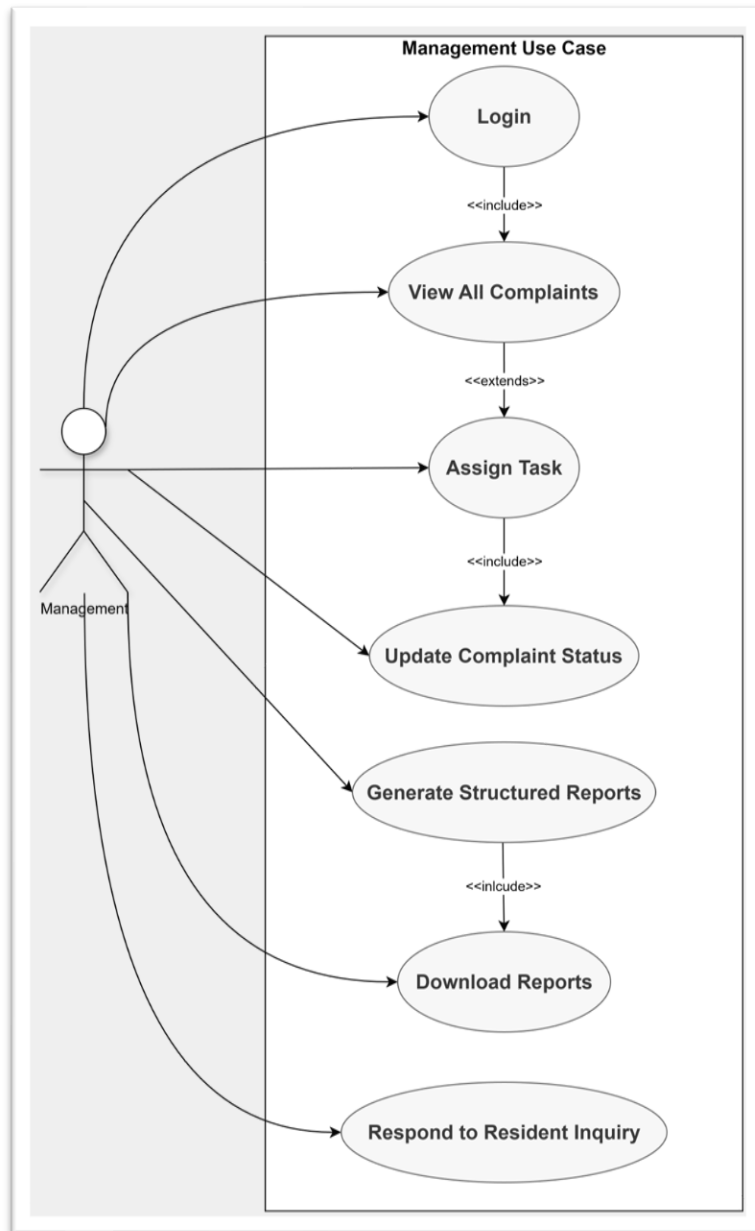 Management Use Case
Login
<<include>>
View All Complaints
<<extends>>
Assign Task
<<include>>
Management
Update Complaint Status
Generate Structured Reports
<<inlcude>>
Download Reports
Respond to Resident Inquiry